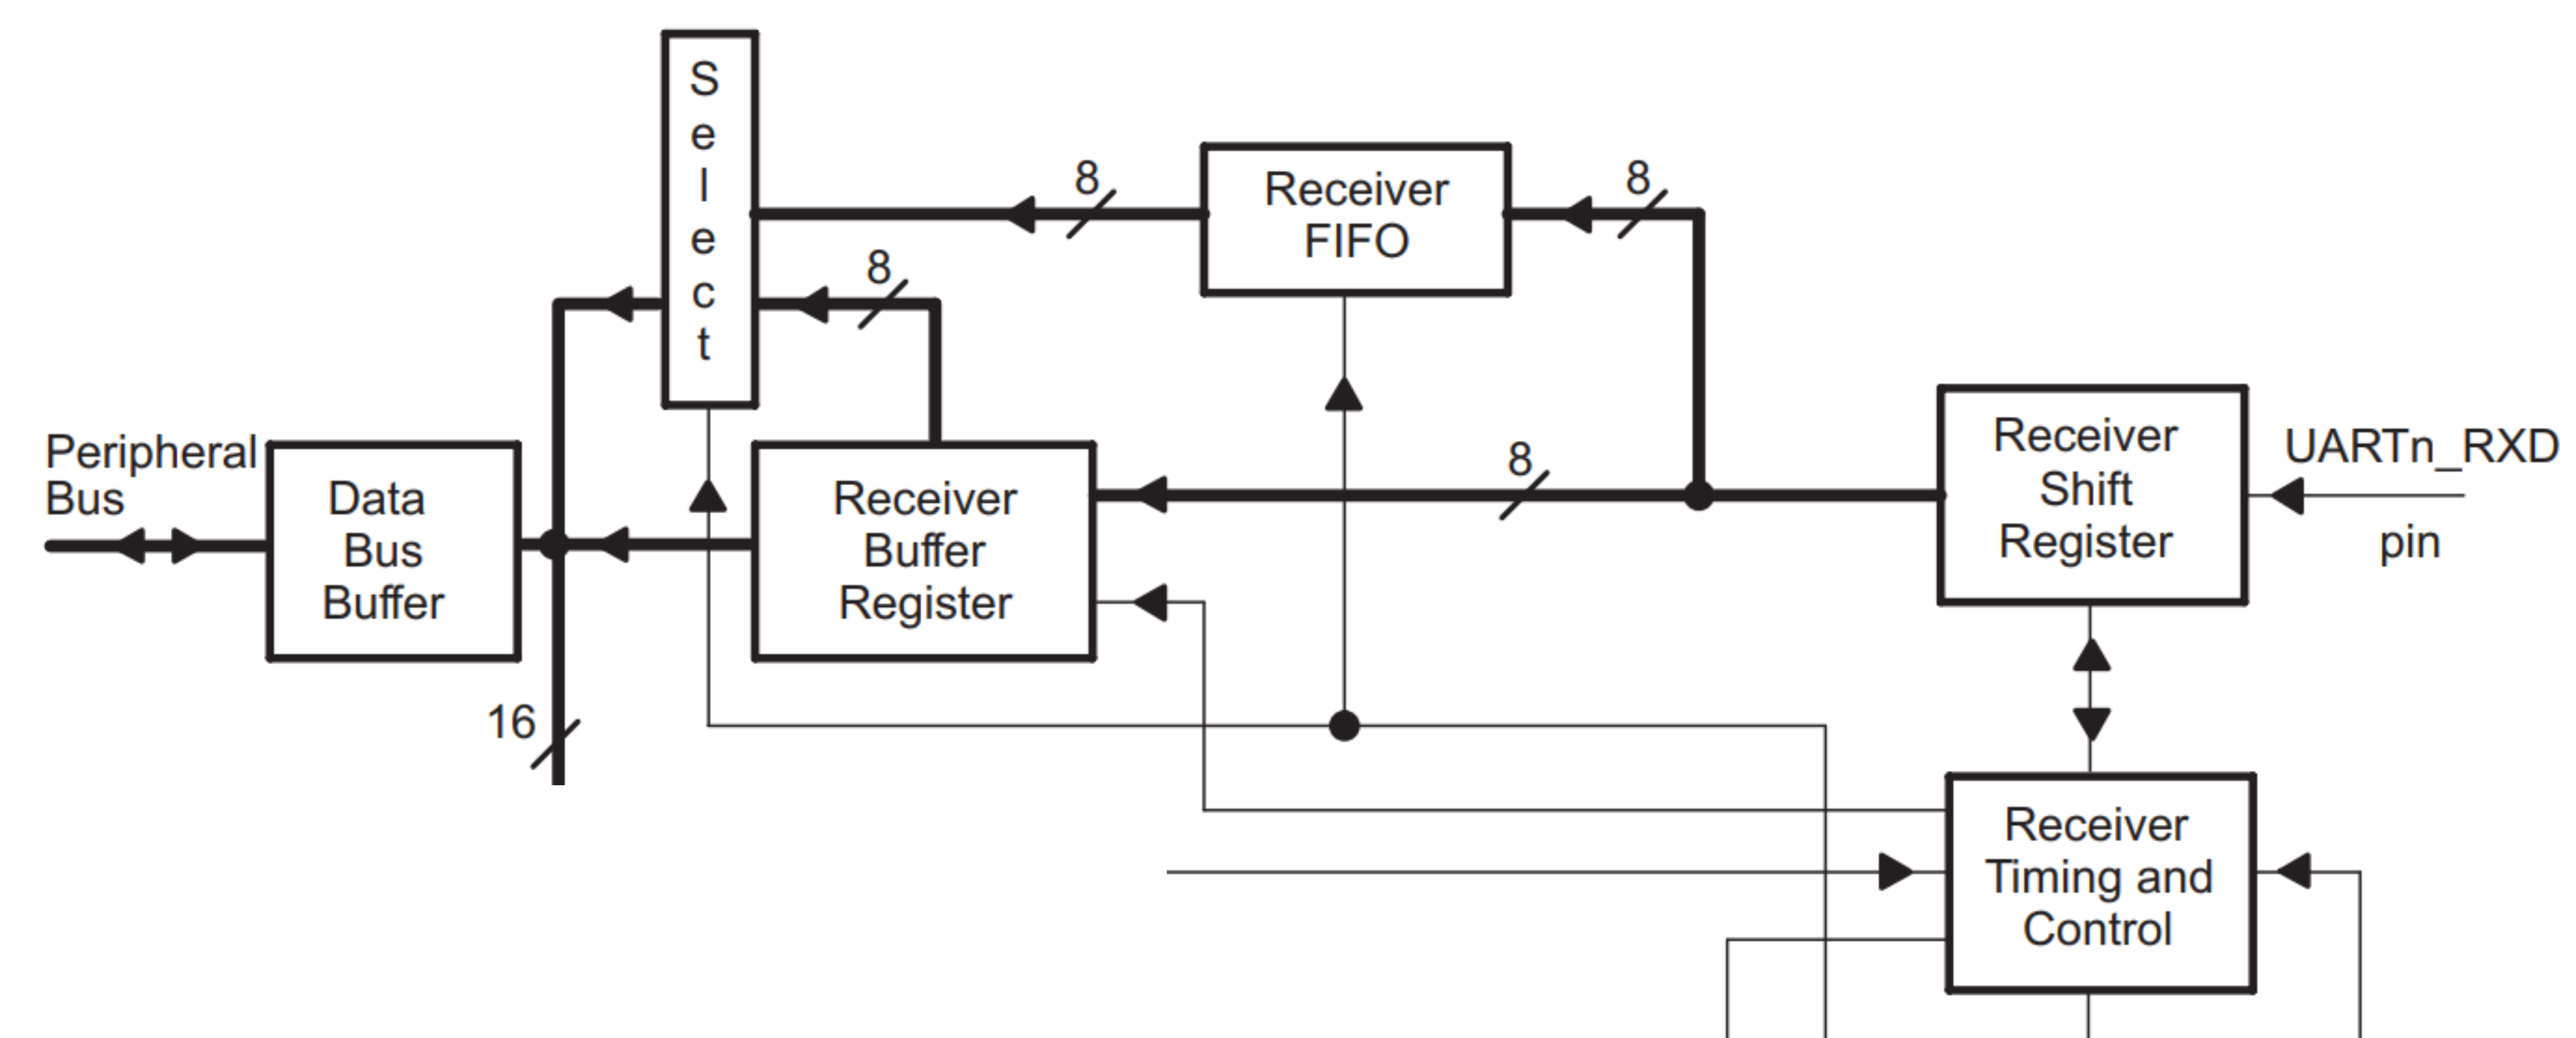 Select
8
8
Receiver
FIFO
8
Peripheral
Bus
Data
Bus
Buffer
Receiver
Buffer
Register
8
Receiver
Shift
Register
UARTn_RXD
pin
16
Receiver
Timing and
Control